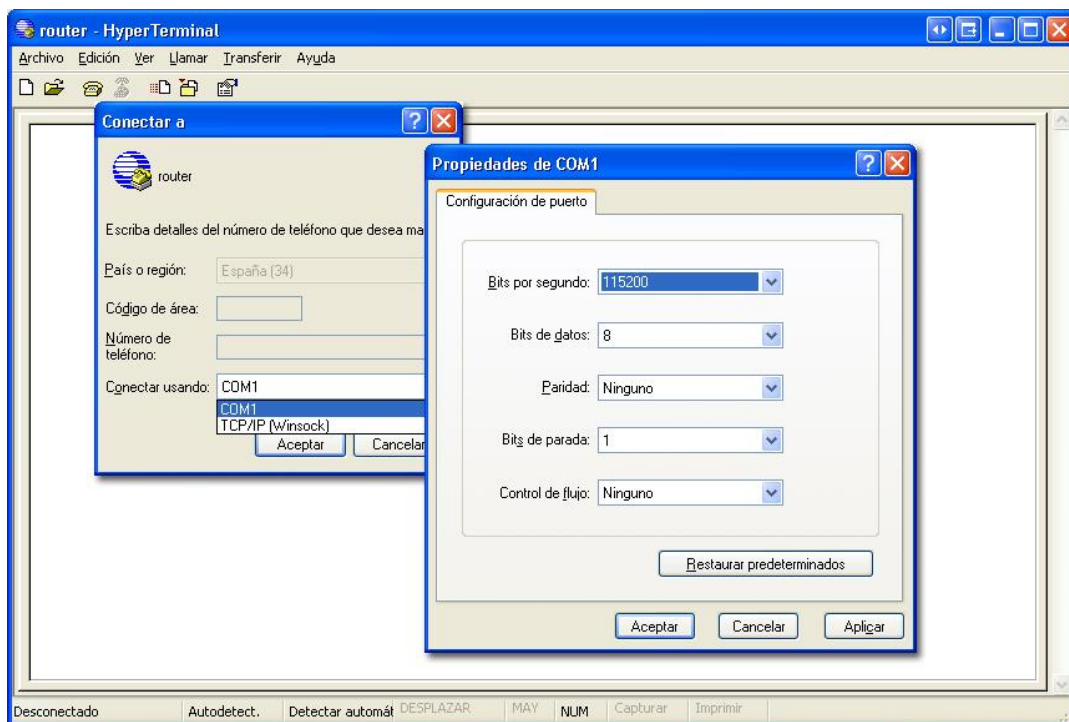 router - HyperTerminal
Archivo Edición Ver Llamar Transferir Ayuda
Conectar a
router
Escriba detalles del número de teléfono que desea ma
País o región: España (34)
Código de área:
Número de
teléfono:
Conectar usando: COM1
COM1
TCP/IP (Winsock)
Aceptar Cancelar
Propiedades de COM1
Configuración de puerto
Bits por segundo: 115200
Bits de datos: 8
Paridad: Ninguno
Bits de parada: 1
Control de flujo: Ninguno
Restaurar predeterminados
Aceptar Cancelar Aplicar
Desconectado Autodetect. Detectar automát DESPLAZAR MAY NUM Capturar Imprimir